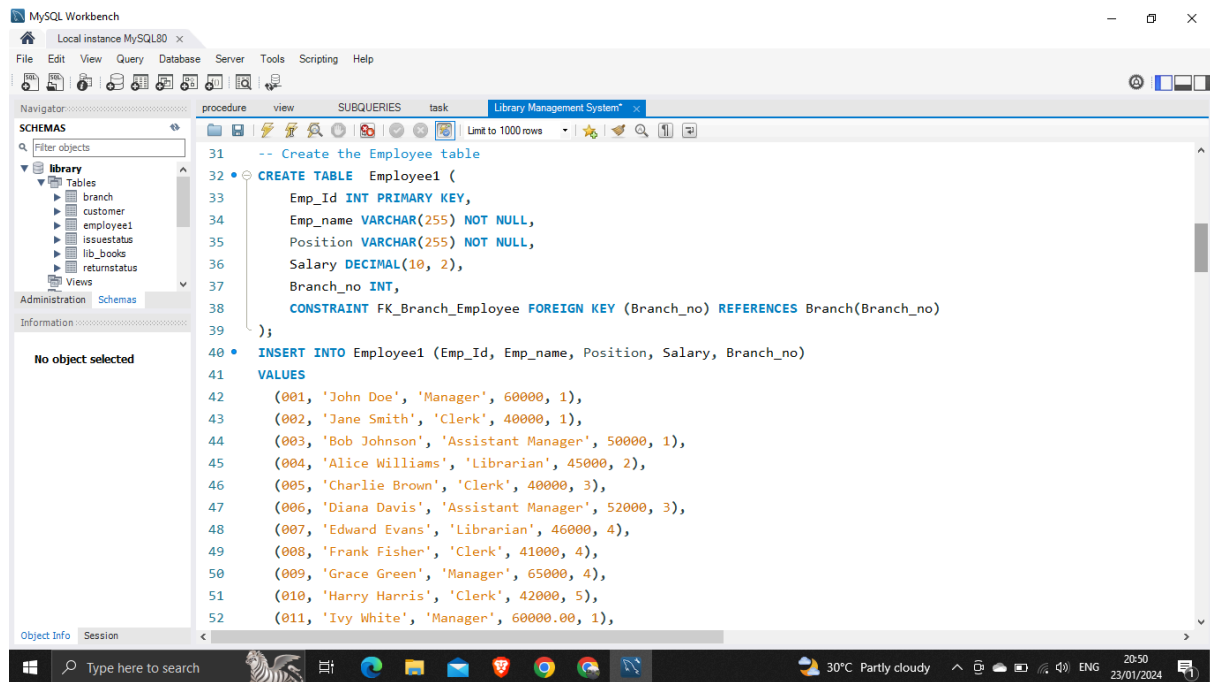 MySQL Workbench
Local instance MySQL80
File Edit View Query Database Server Tools Scripting Help
Navigator
procedure view SUBQUERIES task Library Management System*
SCHEMAS
Limit to 1000 rows
Filter objects
library
Tables
branch
customer
employee1
issuestatus
lib_books
returnstatus
Views
Administration Schemas
Information
No object selected
Object Info Session
31 -- Create the Employee table
32 CREATE TABLE Employee1 (
33 Emp_Id INT PRIMARY KEY,
34 Emp_name VARCHAR(255) NOT NULL,
35 Position VARCHAR(255) NOT NULL,
36 Salary DECIMAL(10, 2),
37 Branch_no INT,
38 CONSTRAINT FK_Branch_Employee FOREIGN KEY (Branch_no) REFERENCES Branch(Branch_no)
39 );
40 INSERT INTO Employee1 (Emp_Id, Emp_name, Position, Salary, Branch_no)
41 VALUES
42 (001, 'John Doe', 'Manager', 60000, 1),
43 (002, 'Jane Smith', 'Clerk', 40000, 1),
44 (003, 'Bob Johnson', 'Assistant Manager', 50000, 1),
45 (004, 'Alice Williams', 'Librarian', 45000, 2),
46 (005, 'Charlie Brown', 'Clerk', 40000, 3),
47 (006, 'Diana Davis', 'Assistant Manager', 52000, 3),
48 (007, 'Edward Evans', 'Librarian', 46000, 4),
49 (008, 'Frank Fisher', 'Clerk', 41000, 4),
50 (009, 'Grace Green', 'Manager', 65000, 4),
51 (010, 'Harry Harris', 'Clerk', 42000, 5),
52 (011, 'Ivy White', 'Manager', 60000.00, 1),
Type here to search
30°C Partly cloudy
ENG
20:50
23/01/2024